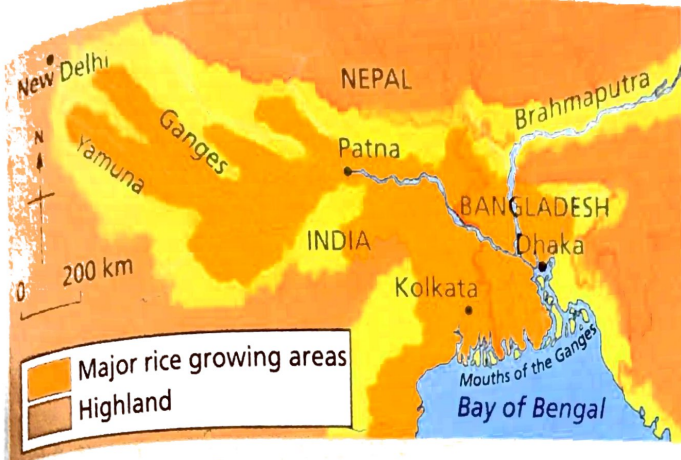 New Delhi
NEPAL
Brahmaputra
N
Ganges
Yamuna
Patna
BANGLADESH
INDIA
Dhaka
0 200 km
Kolkata
Major rice growing areas
Highland
Mouths of the Ganges
Bay of Bengal